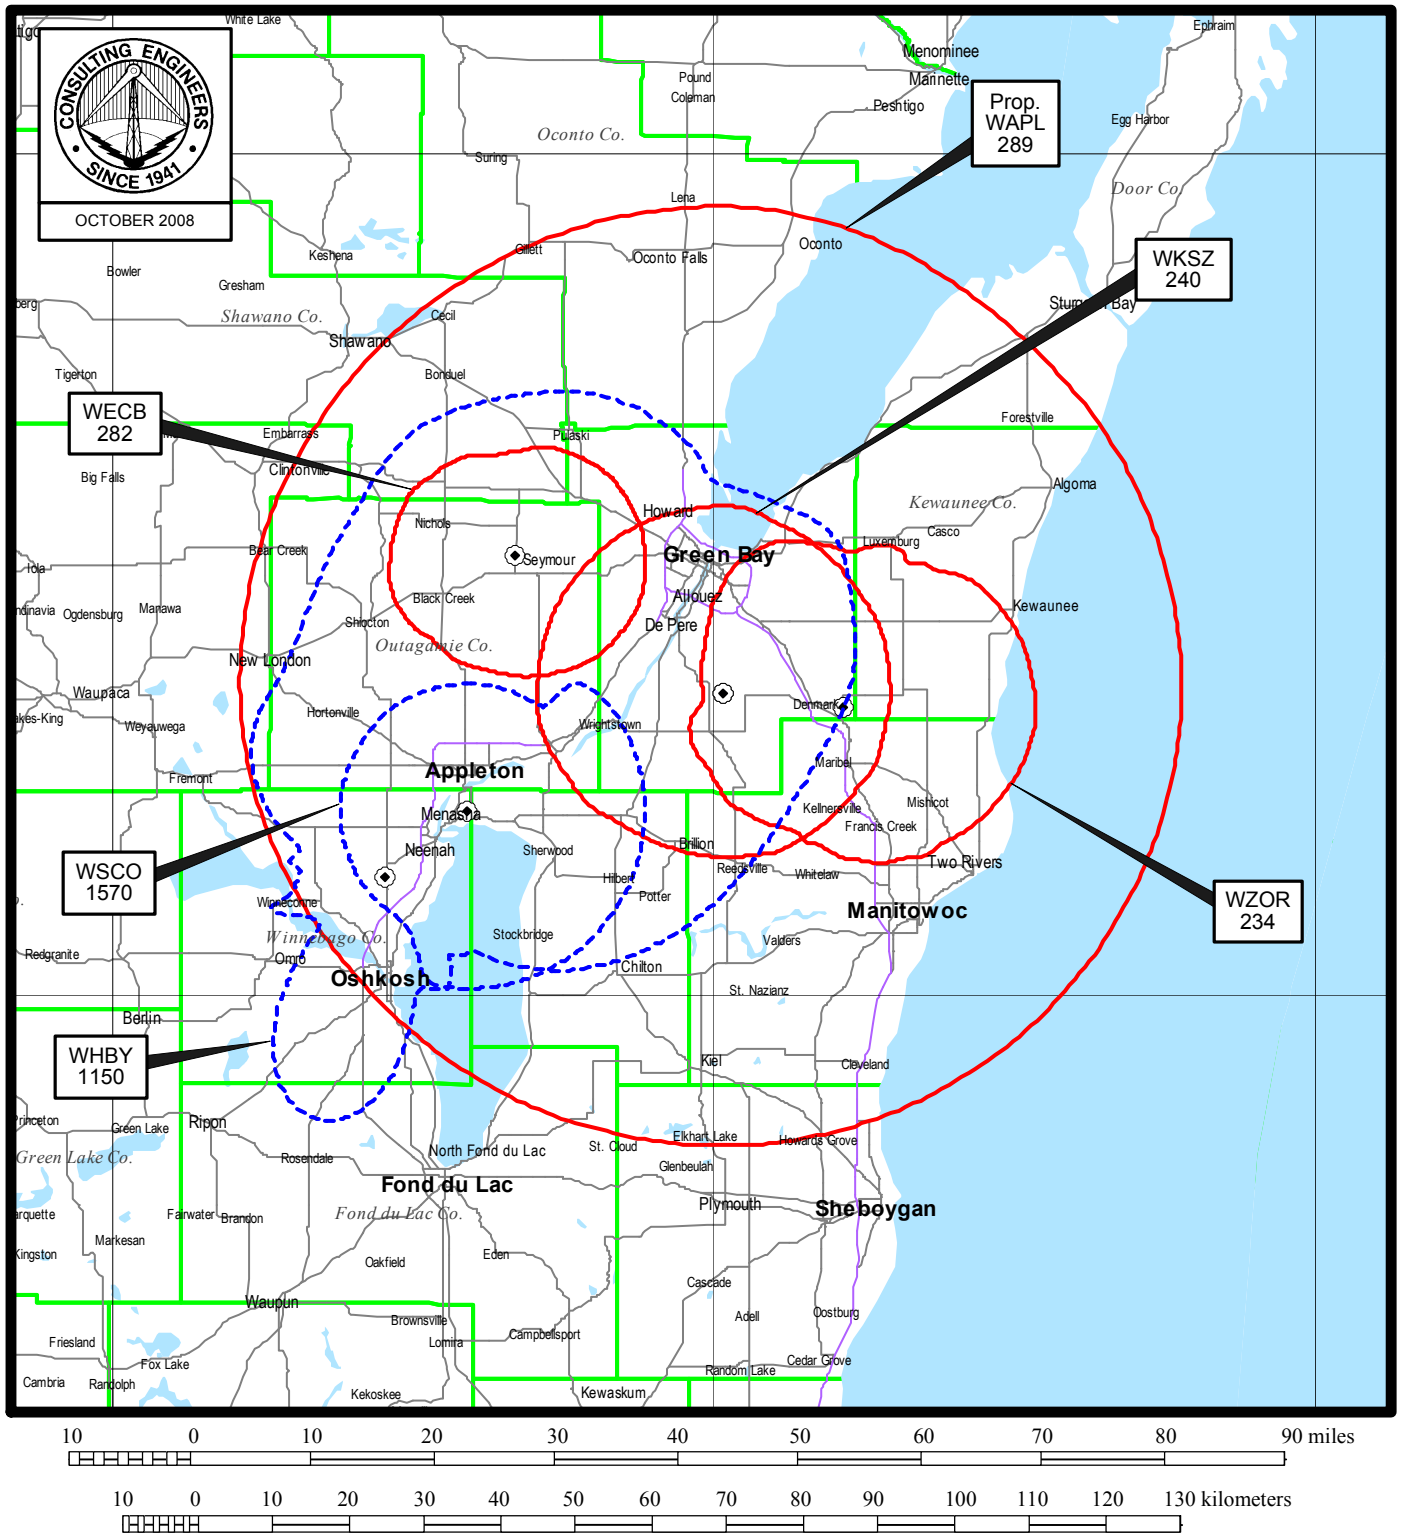 White Lake
Ephraim
CONSULTING ENGINEERS
• SINCE 1941 •
OCTOBER 2008
Menominee
Marinette
Pound
Coleman
Peshtigo
Prop.
WAPL
289
Egg Harbor
Oconto Co.
Suring
Door Co.
Lena
Keshena
Gillett
Oconto Falls
Oconto
WKSZ
240
Bowler
Gresham
berg
Shawano Co.
Cecil
Sturgeon Bay
Shawano
Tigerton
Bonduel
WECB
282
Embarrass
Pulaski
Forestville
Clintonville
Big Falls
Algoma
Nichols
Howard
Kewaunee Co.
Casco
Luxemburg
Bear Creek
Seymour
Green Bay
Iola
Black Creek
Allouez
Kewaunee
ndinavia
Ogdensburg
Manawa
Shiocton
De Pere
Outagamie Co.
New London
Waupaca
Hortonville
Denmark
akes-King
Weyauwega
Wrightstown
Fremont
Appleton
Maribel
Menasha
Kellnersville
Mishicot
Francis Creek
Neenah
Sherwood
Brillion
Two Rivers
WSCO
1570
Hilbert
Reedsville
Whitelaw
Potter
WZOR
234
Winneconne
Manitowoc
Winnebago Co.
Stockbridge
Valders
Redgranite
Omro
Oshkosh
Chilton
St. Nazianz
Berlin
WHBY
1150
Kiel
Cleveland
Princeton
Green Lake
Ripon
Elkhart Lake
Howards Grove
Green Lake Co.
Rosendale
North Fond du Lac
St. Cloud
Glenbeulah
Fond du Lac
Plymouth
Sheboygan
arquette
Fairwater
Brandon
Fond du Lac Co.
Markesan
Kingston
Oakfield
Eden
Cascade
Waupun
Brownsville
Adell
Oostburg
Friesland
Lomira
Campbellsport
Fox Lake
Cedar Grove
Random Lake
Cambria
Randolph
Kekoskee
Kewaskum
10 0 10 20 30 40 50 60 70 80 90 miles
10 0 10 20 30 40 50 60 70 80 90 100 110 120 130 kilometers